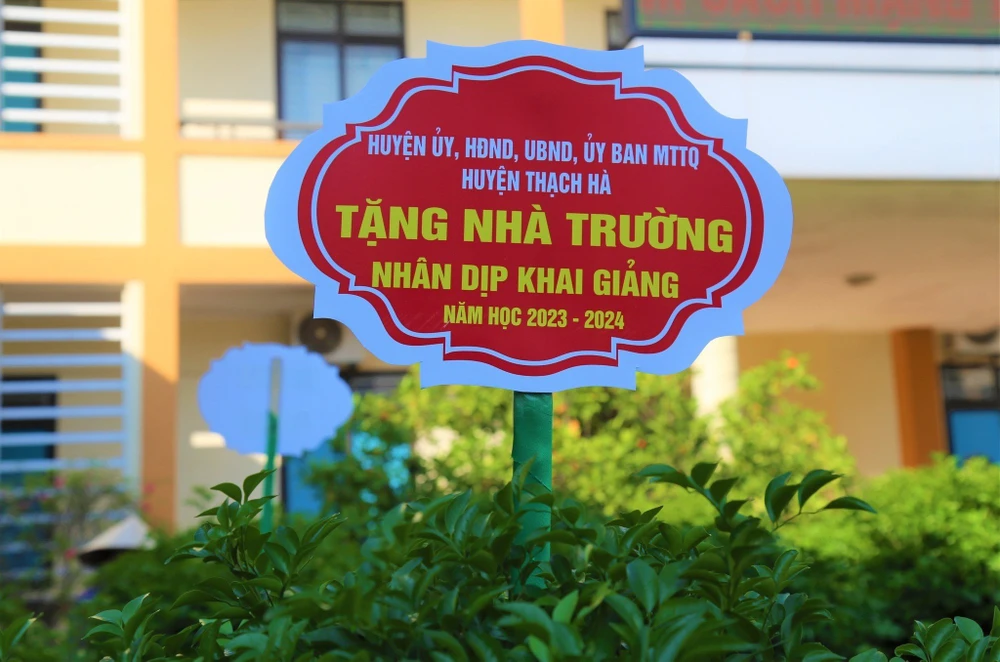 HUYỆN ỦY, HĐND, UBND, ỦY BAN MTTQ
HUYỆN THẠCH HÀ
TẶNG NHÀ TRƯỜNG
NHÂN DỊP KHAI GIẢNG
NĂM HỌC 2023 - 2024